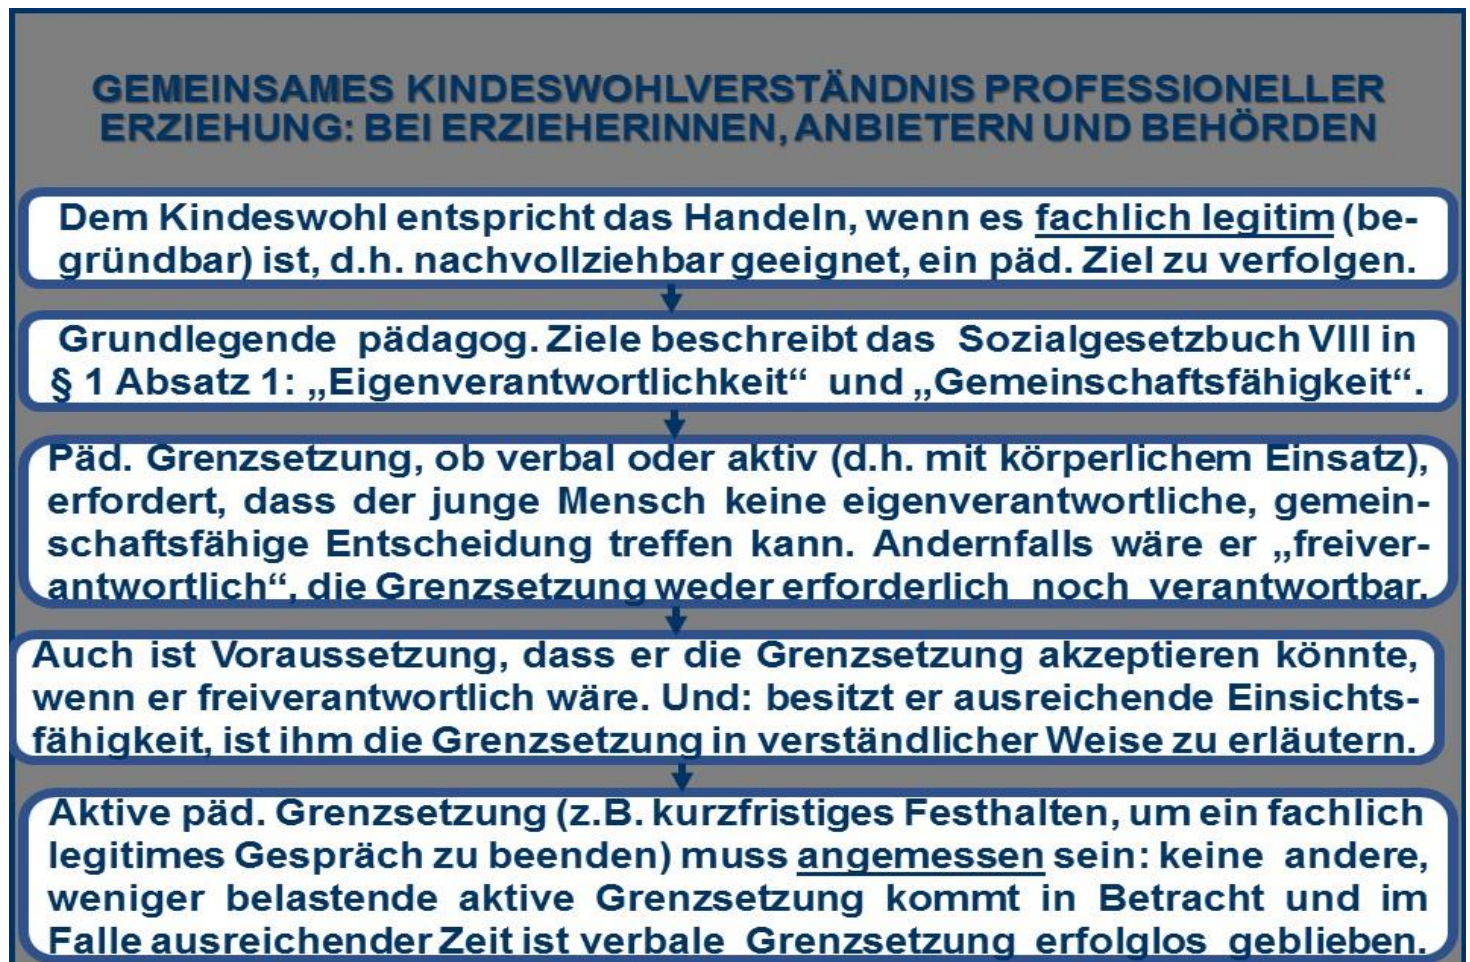 GEMEINSAMES KINDESWOHLVERSTÄNDNIS PROFESSIONELLER
ERZIEHUNG: BEI ERZIEHERINNEN, ANBIETERN UND BEHÖRDEN
Dem Kindeswohl entspricht das Handeln, wenn es fachlich legitim (be-
gründbar) ist, d.h. nachvollziehbar geeignet, ein päd. Ziel zu verfolgen.
Grundlegende pädagog. Ziele beschreibt das Sozialgesetzbuch VIII in
§ 1 Absatz 1: „Eigenverantwortlichkeit“ und „Gemeinschaftsfähigkeit“.
Päd. Grenzsetzung, ob verbal oder aktiv (d.h. mit körperlichem Einsatz),
erfordert, dass der junge Mensch keine eigenverantwortliche, gemein-
schaftsfähige Entscheidung treffen kann. Andernfalls wäre er „freiver-
antwortlich“, die Grenzsetzung weder erforderlich noch verantwortbar.
Auch ist Voraussetzung, dass er die Grenzsetzung akzeptieren könnte,
wenn er freiverantwortlich wäre. Und: besitzt er ausreichende Einsichts-
fähigkeit, ist ihm die Grenzsetzung in verständlicher Weise zu erläutern.
Aktive päd. Grenzsetzung (z.B. kurzfristiges Festhalten, um ein fachlich
legitimes Gespräch zu beenden) muss angemessen sein: keine andere,
weniger belastende aktive Grenzsetzung kommt in Betracht und im
Falle ausreichender Zeit ist verbale Grenzsetzung erfolglos geblieben.